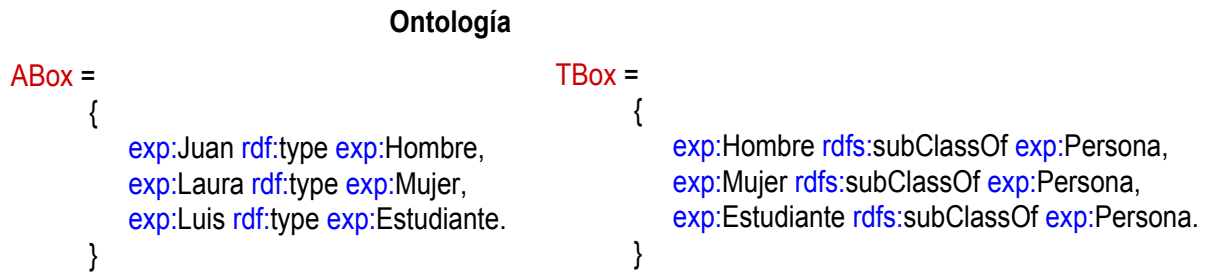 Ontología
ABox =
{
exp:Juan rdf:type exp:Hombre,
exp:Laura rdf:type exp:Mujer,
exp:Luis rdf:type exp:Estudiante.
}
TBox =
{
exp:Hombre rdfs:subClassOf exp:Persona,
exp:Mujer rdfs:subClassOf exp:Persona,
exp:Estudiante rdfs:subClassOf exp:Persona.
}